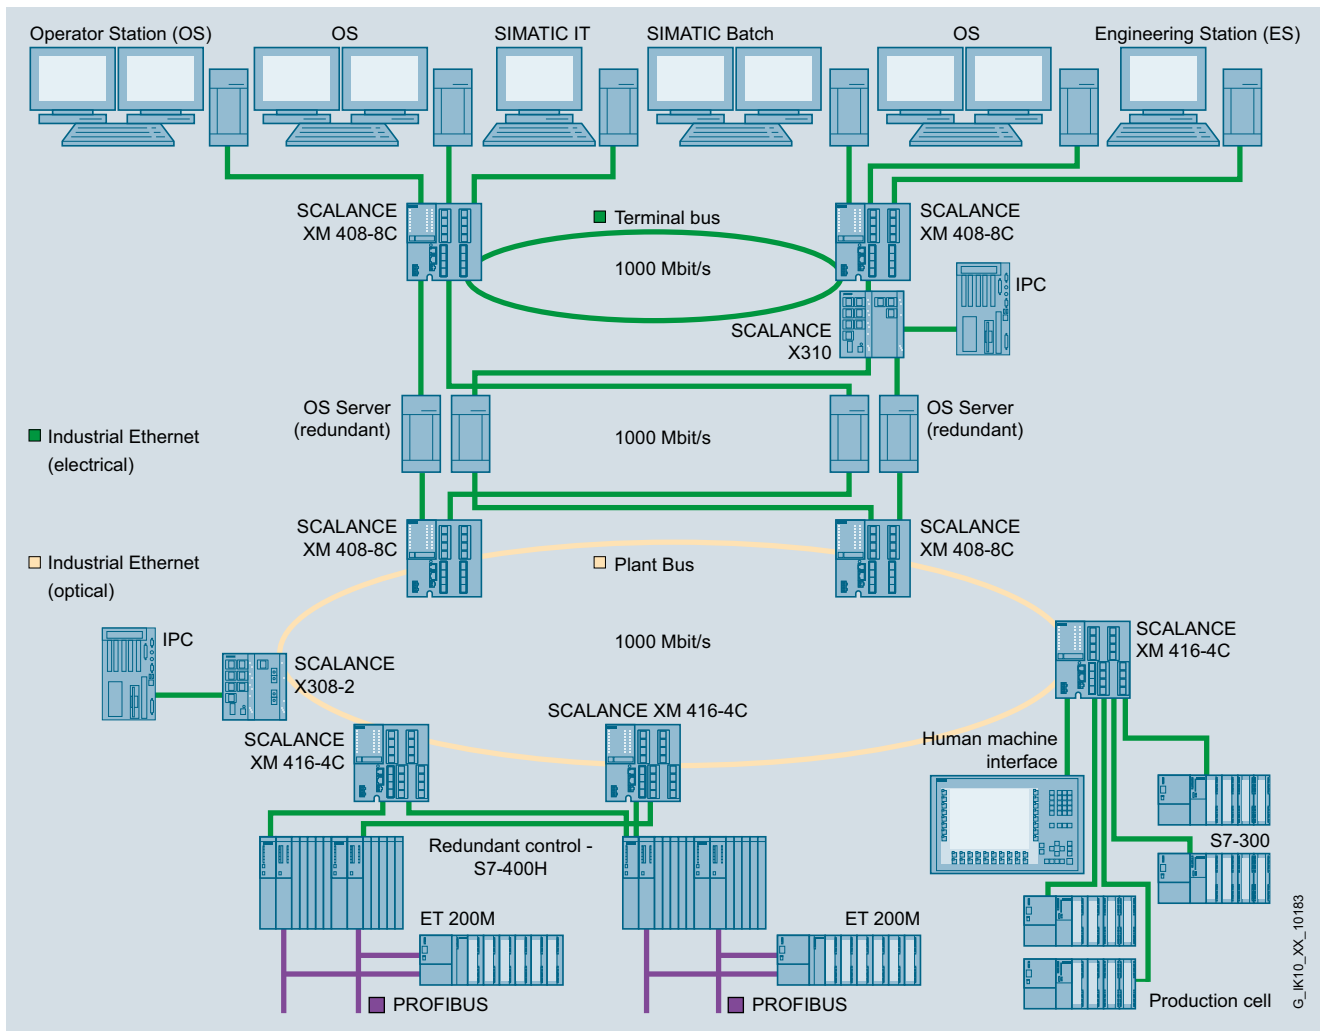 Operator Station (OS)
OS
SIMATIC IT
SIMATIC Batch
OS
Engineering Station (ES)
SCALANCE
XM 408-8C
Terminal bus
SCALANCE
XM 408-8C
1000 Mbit/s
IPC
SCALANCE
X310
OS Server
(redundant)
OS Server
(redundant)
Industrial Ethernet
(electrical)
1000 Mbit/s
SCALANCE
XM 408-8C
SCALANCE
XM 408-8C
Industrial Ethernet
(optical)
Plant Bus
IPC
1000 Mbit/s
SCALANCE
XM 416-4C
SCALANCE
X308-2
SCALANCE XM 416-4C
SCALANCE
XM 416-4C
Human machine
interface
Redundant control -
S7-400H
S7-300
ET 200M
ET 200M
PROFIBUS
PROFIBUS
Production cell
G_IK10_XX_10183